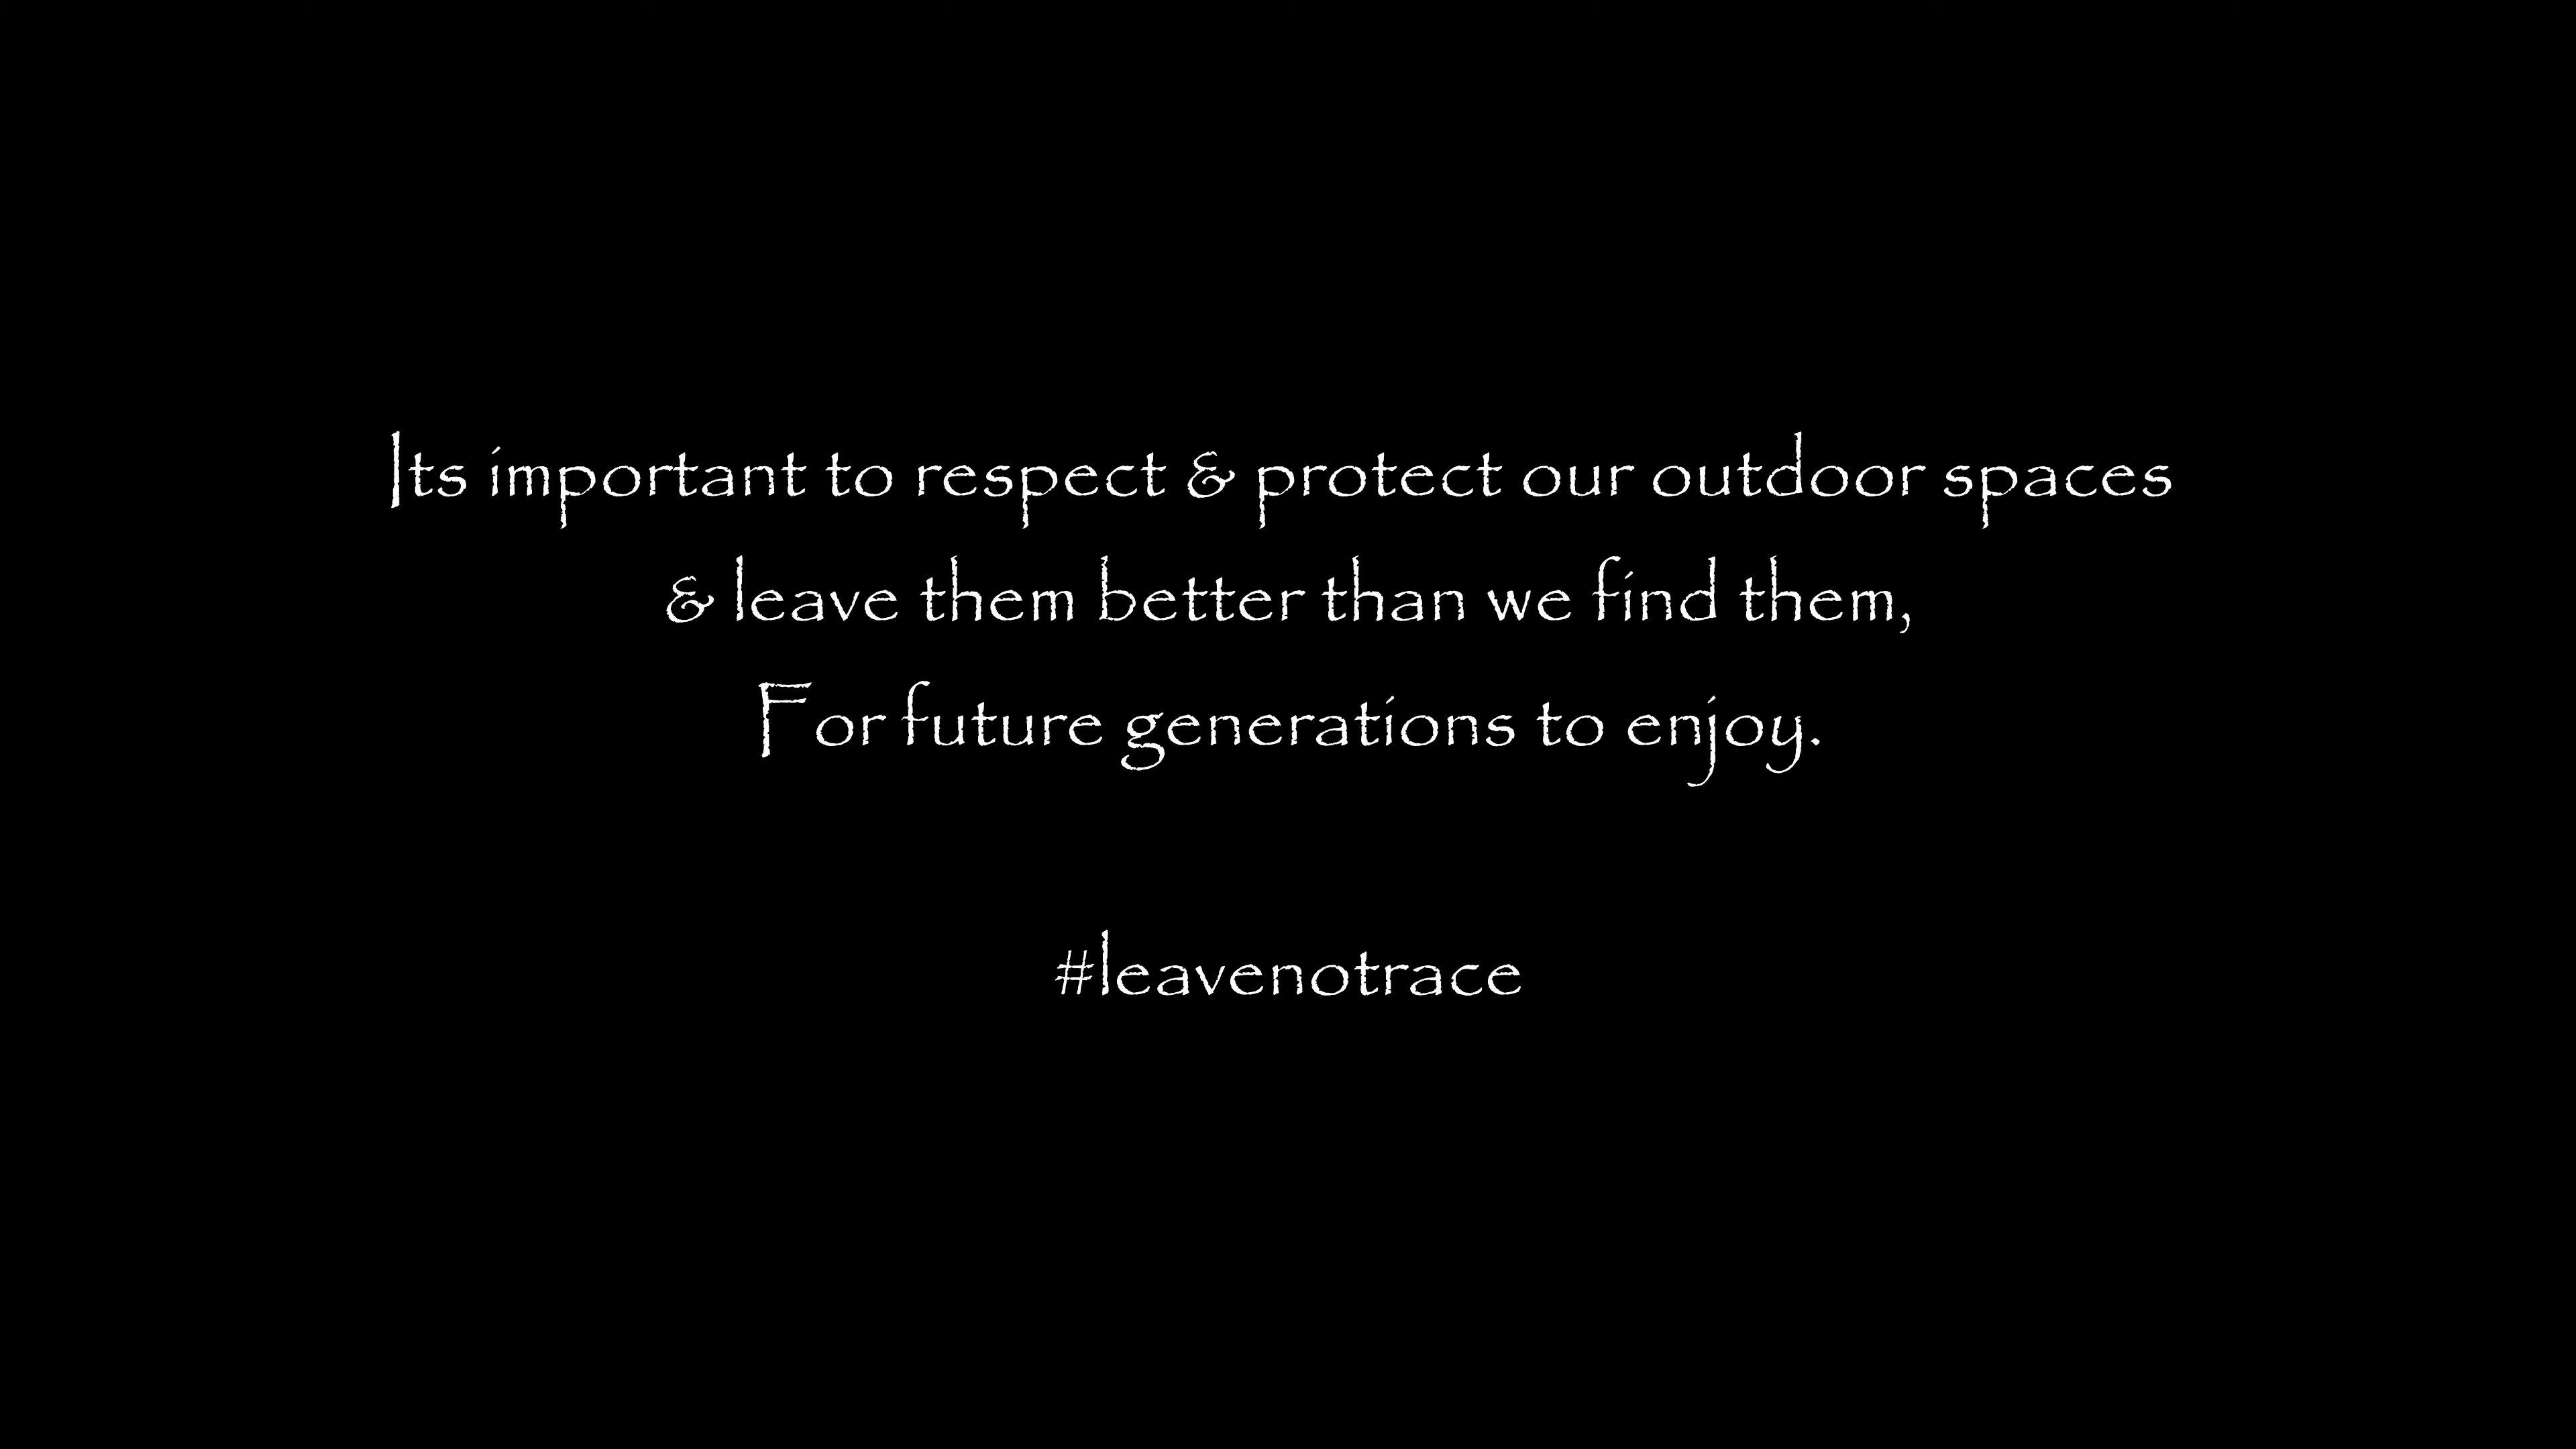 Its important to respect & protect our outdoor spaces
& leave them better than we find them,
For future generations to enjoy.
#leavenotrace